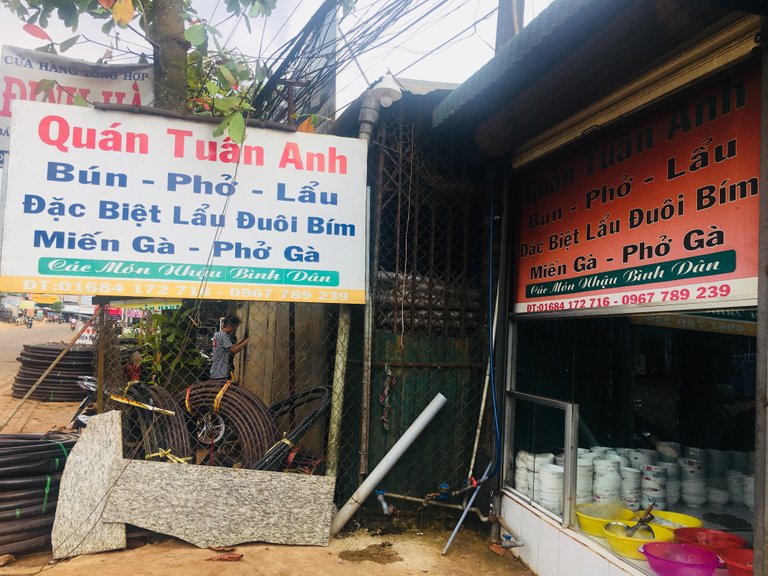 CỬA HÀNG TỔNG HỢP
Quán Tuấn Anh
Bún - Phở - Lẩu
Đặc Biệt Lẩu Đuôi Bím
Miến Gà - Phở Gà
Các Món Nhậu Bình Dân
ĐT:01684 172 716 - 0967 789 239
Quán Tuấn Anh
Bún - Phở - Lẩu
Đặc Biệt Lẩu Đuôi Bím
Miến Gà - Phở Gà
Các Món Nhậu Bình Dân
ĐT:01684 172 716 - 0967 789 239